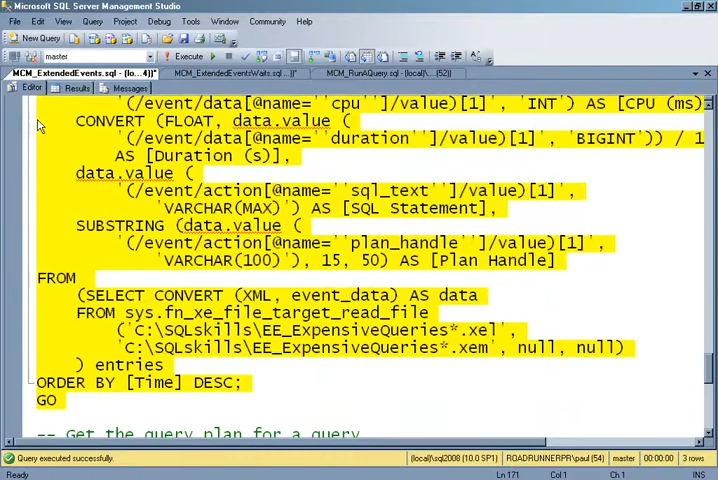 Microsoft SQL Server Management Studio
File Edit View Query Project Debug Tools Window Community Help
New Query
master Execute
MCM_ExtendedEvents.sql - (lo...4))* MCM_ExtendedEventsWaits....))* MCM_RunAQuery.sql - (local)\....(52))
Editor Results Messages
'(/event/data[@name=''cpu'']/value)[1]', 'INT') AS [CPU (ms)
CONVERT (FLOAT, data.value (
'(/event/data[@name=''duration'']/value)[1]', 'BIGINT')) / 1
AS [Duration (s)],
data.value (
'(/event/action[@name=''sql_text'']/value)[1]',
'VARCHAR(MAX)') AS [SQL Statement],
SUBSTRING (data.value (
'(/event/action[@name=''plan_handle'']/value)[1]',
'VARCHAR(100)'), 15, 50) AS [Plan Handle]
FROM
(SELECT CONVERT (XML, event_data) AS data
FROM sys.fn_xe_file_target_read_file
('C:\SQLskills\EE_ExpensiveQueries*.xel',
'C:\SQLskills\EE_ExpensiveQueries*.xem', null, null)
) entries
ORDER BY [Time] DESC;
GO
-- Get the query plan for a query
Query executed successfully. (local)\sql2008 (10.0 SP1) ROADRUNNERPR\paul (54) master 00:00:00 3 rows
Ready Ln 171 Col 1 Ch 1 INS